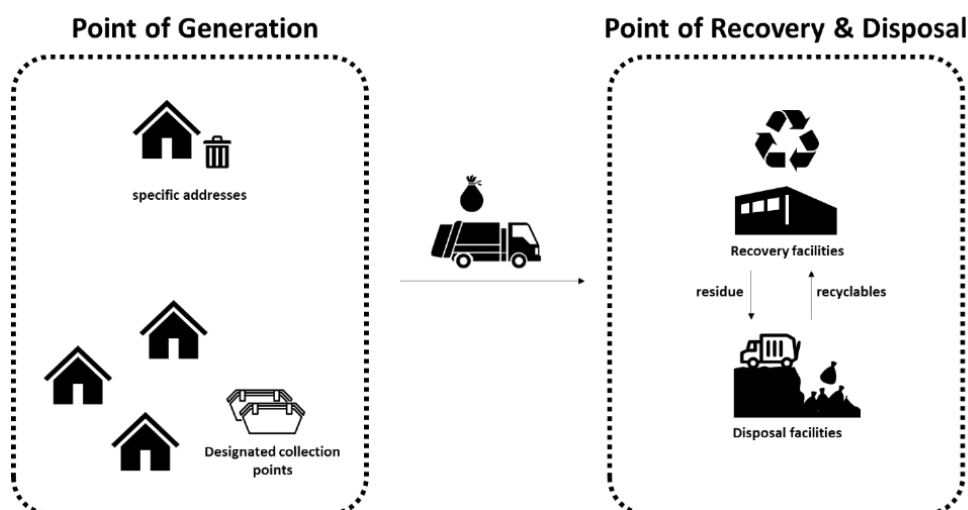 Point of Generation
Point of Recovery & Disposal
specific addresses
Recovery facilities
residue
recyclables
Designated collection
points
Disposal facilities